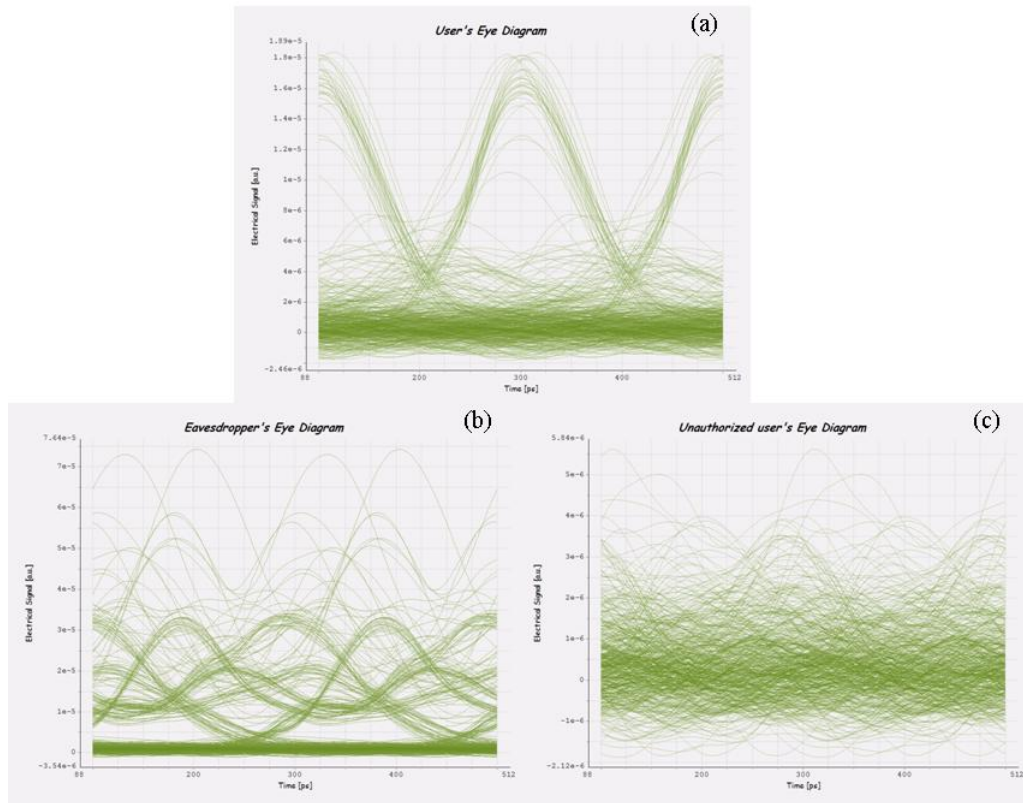 User's Eye Diagram
(a)
1.89e-5
1.8e-5
1.6e-5
1.4e-5
1.2e-5
1e-5
8e-6
6e-6
4e-6
2e-6
0
-2.46e-6
Electrical Signal [a.u.]
88 200 300 400 512
Time [ps]
Eavesdropper's Eye Diagram
(b)
7.64e-5
7e-5
6e-5
5e-5
4e-5
3e-5
2e-5
1e-5
0
-3.54e-6
Electrical Signal [a.u.]
88 200 300 400 512
Time [ps]
Unauthorized user's Eye Diagram
(c)
5.84e-6
5e-6
4e-6
3e-6
2e-6
1e-6
0
-1e-6
-2.12e-6
Electrical Signal [a.u.]
88 200 300 400 512
Time [ps]